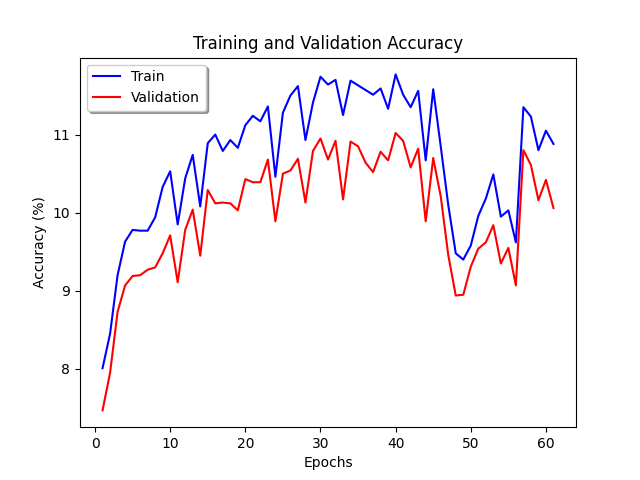 Training and Validation Accuracy
Train
Validation
Accuracy (%)
11
10
9
8
0 10 20 30 40 50 60
Epochs